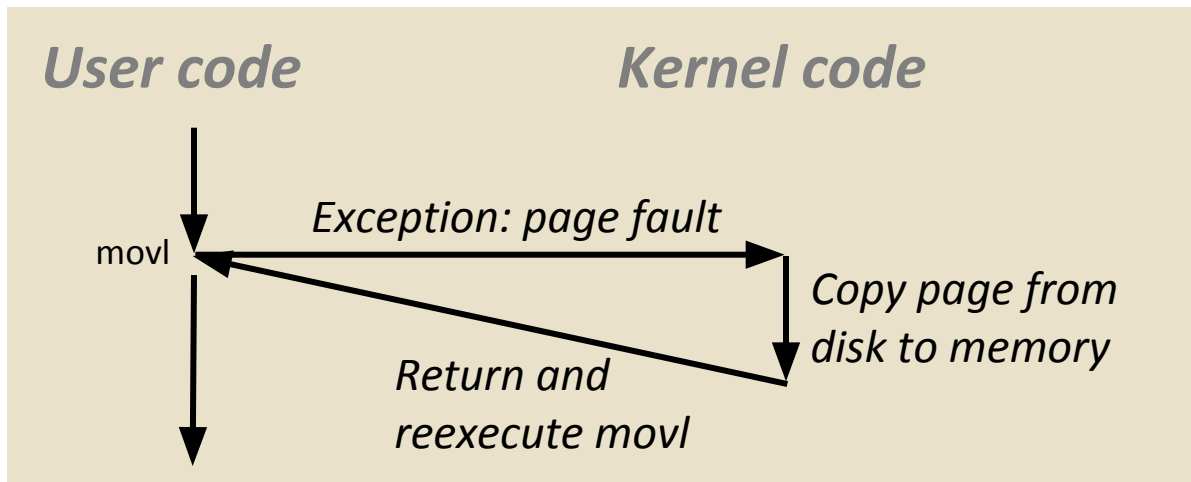 User code
Kernel code
Exception: page fault
movl
Copy page from
disk to memory
Return and
reexecute movl